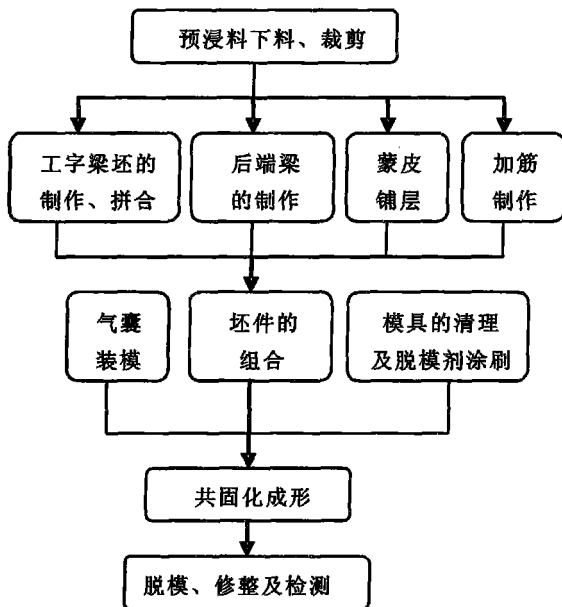 预浸料下料、裁剪
工字梁坯的
制作、拼合
后端梁
的制作
蒙皮
铺层
加筋
制作
气囊
装模
坯件的
组合
模具的清理
及脱模剂涂刷
共固化成形
脱模、修整及检测